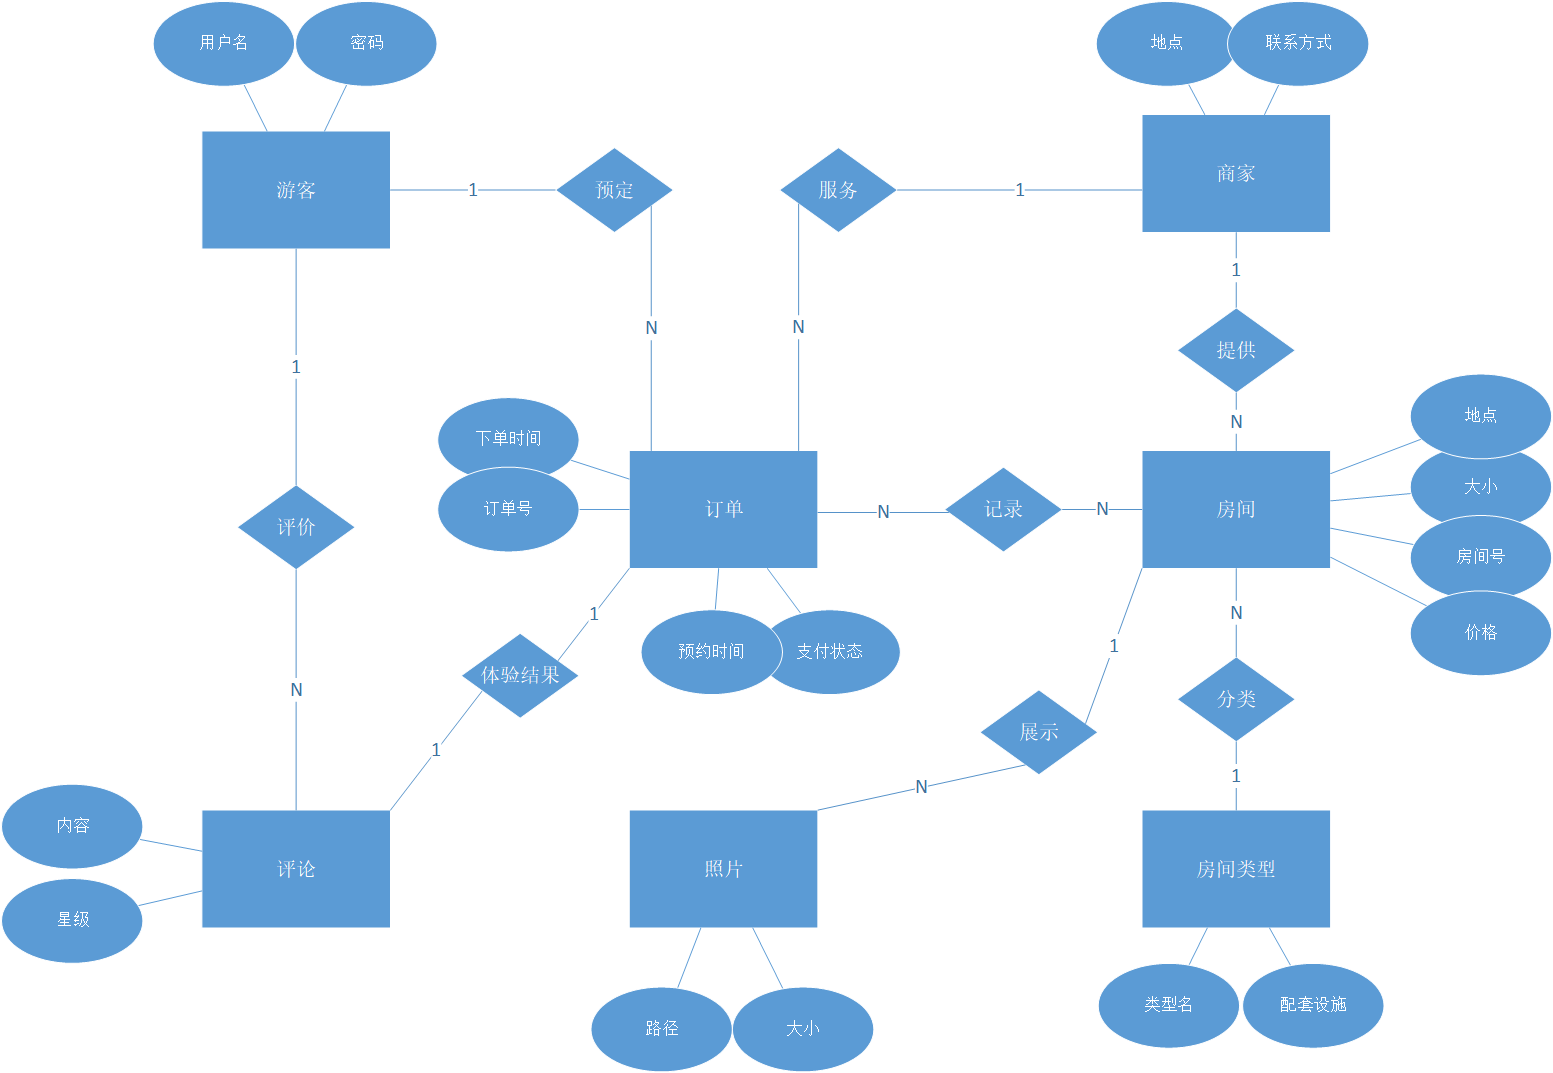 用户名
密码
地点
联系方式
游客
1
预定
服务
1
商家
1
N
N
1
提供
N
下单时间
订单号
订单
N
记录
N
房间
地点
大小
房间号
价格
评价
1
体验结果
预约时间
支付状态
1
N
展示
分类
N
1
N
1
内容
星级
评论
照片
房间类型
路径
大小
类型名
配套设施